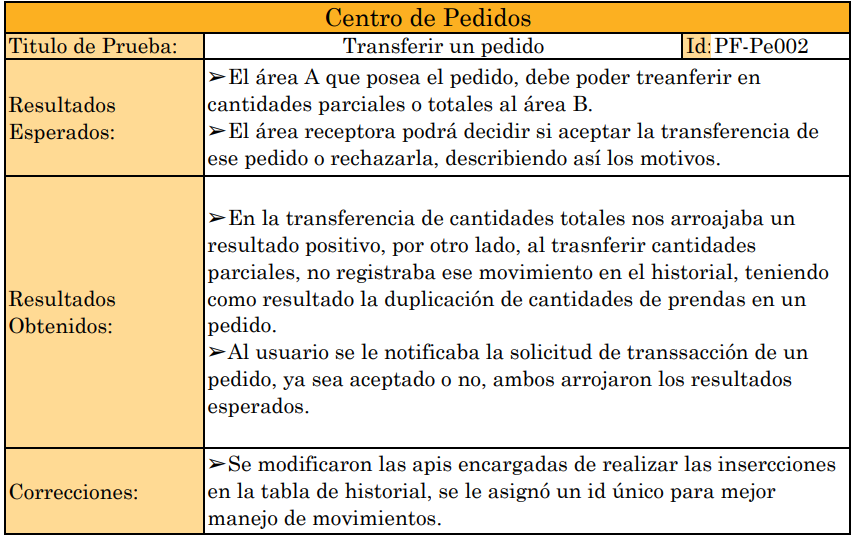 Centro de Pedidos
Titulo de Prueba: Transferir un pedido Id: PF-Pe002
Resultados Esperados:
➢El área A que posea el pedido, debe poder treanferir en
cantidades parciales o totales al área B.
➢El área receptora podrá decidir si aceptar la transferencia de
ese pedido o rechazarla, describiendo así los motivos.
Resultados Obtenidos:
➢En la transferencia de cantidades totales nos arroajaba un
resultado positivo, por otro lado, al trasnferir cantidades
parciales, no registraba ese movimiento en el historial, teniendo
como resultado la duplicación de cantidades de prendas en un
pedido.
➢Al usuario se le notificaba la solicitud de transsacción de un
pedido, ya sea aceptado o no, ambos arrojaron los resultados
esperados.
Correcciones:
➢Se modificaron las apis encargadas de realizar las insercciones
en la tabla de historial, se le asignó un id único para mejor
manejo de movimientos.